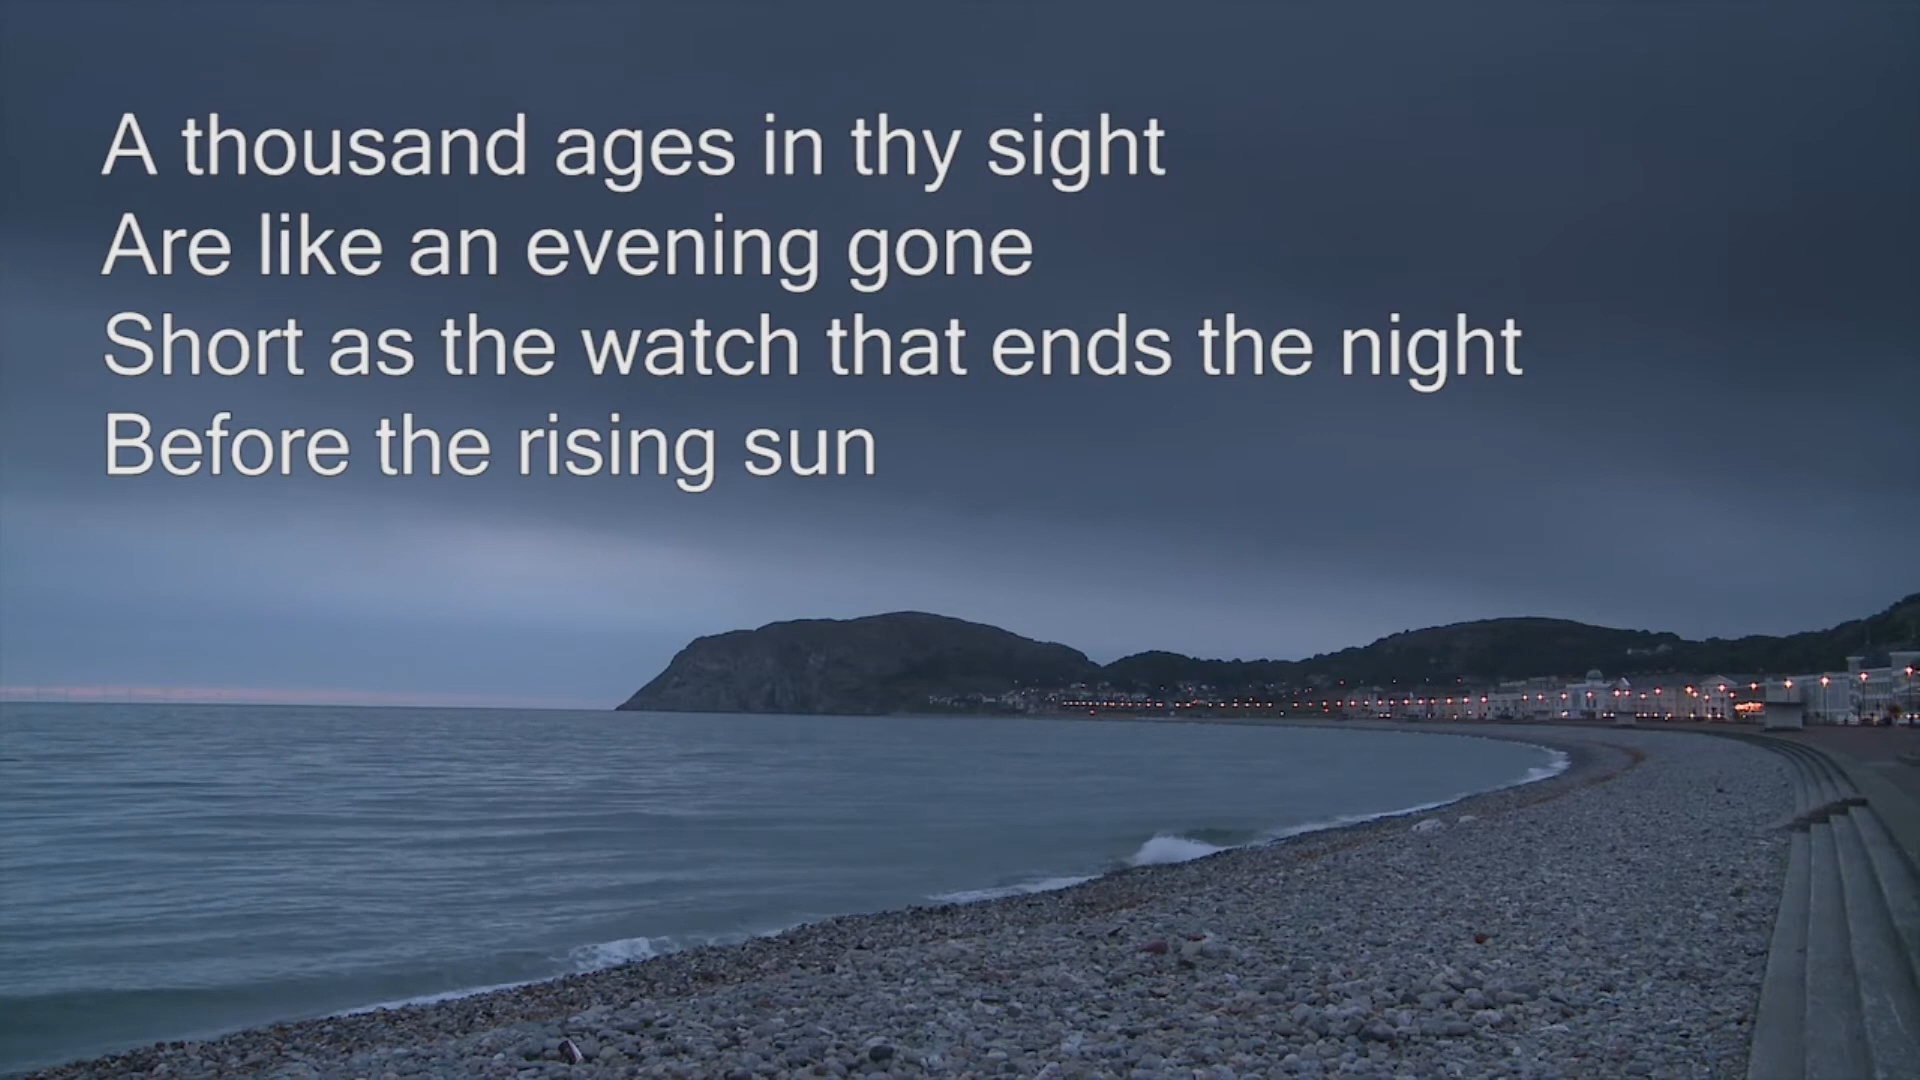 A thousand ages in thy sight
Are like an evening gone
Short as the watch that ends the night
Before the rising sun